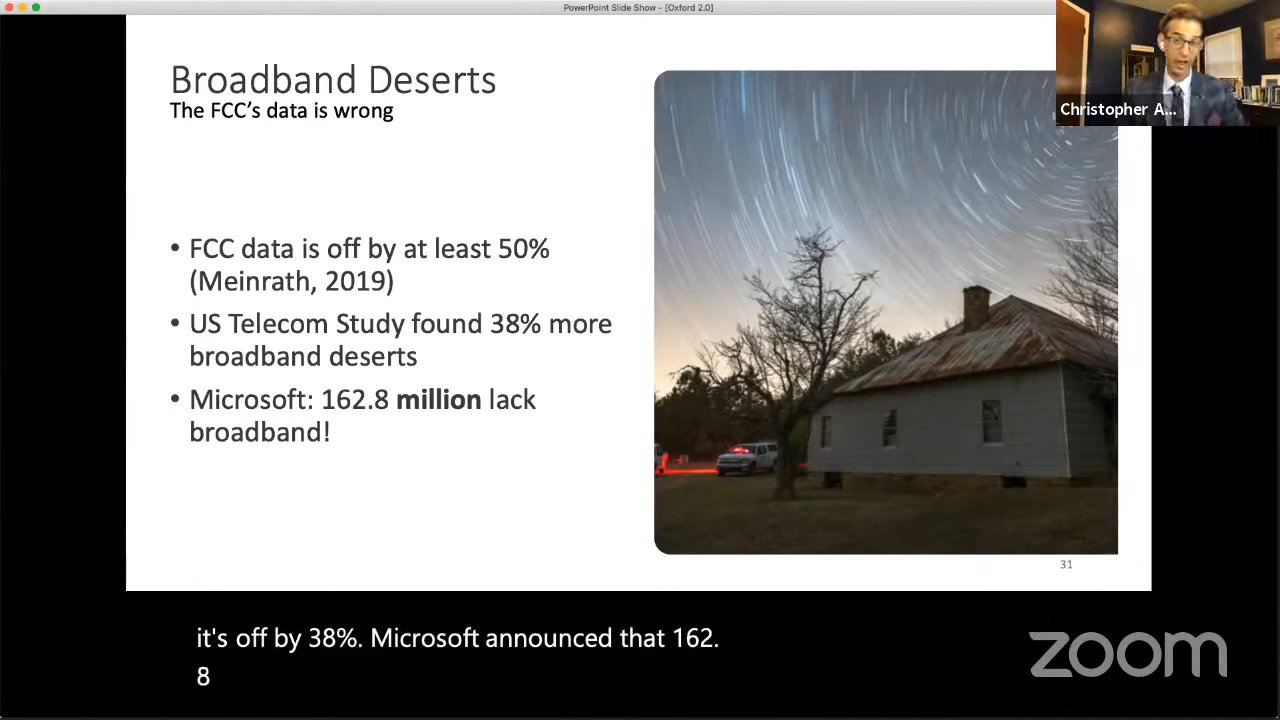 PowerPoint Slide Show - [Oxford 2.0]
Broadband Deserts
The FCC's data is wrong
Christopher A...
• FCC data is off by at least 50%
(Meinrath, 2019)
• US Telecom Study found 38% more
broadband deserts
• Microsoft: 162.8 million lack
broadband!
31
it's off by 38%. Microsoft announced that 162.
8
zoom